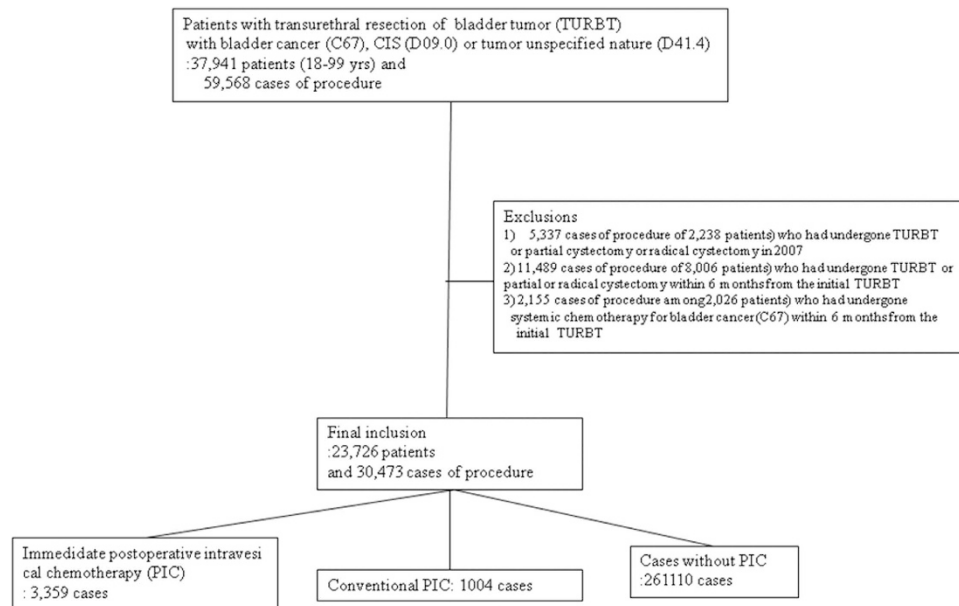 Patients with transurethral resection of bladder tumor (TURBT)
with bladder cancer (C67), CIS (D09.0) or tumor unspecified nature (D41.4)
:37,941 patients (18-99 yrs) and
59,568 cases of procedure
Exclusions
1) 5,337 cases of procedure of 2,238 patients) who had undergone TURBT
or partial cystectomy or radical cystectomy in 2007
2) 11,489 cases of procedure of 8,006 patients) who had undergone TURBT or
partial or radical cystectomy within 6 months from the initial TURBT
3) 2,155 cases of procedure among 2,026 patients) who had undergone
systemic chemotherapy for bladder cancer (C67) within 6 months from the
initial TURBT
Final inclusion
:23,726 patients
and 30,473 cases of procedure
Immedidate postoperative intravesi
cal chemotherapy (PIC)
: 3,359 cases
Conventional PIC: 1004 cases
Cases without PIC
:261110 cases